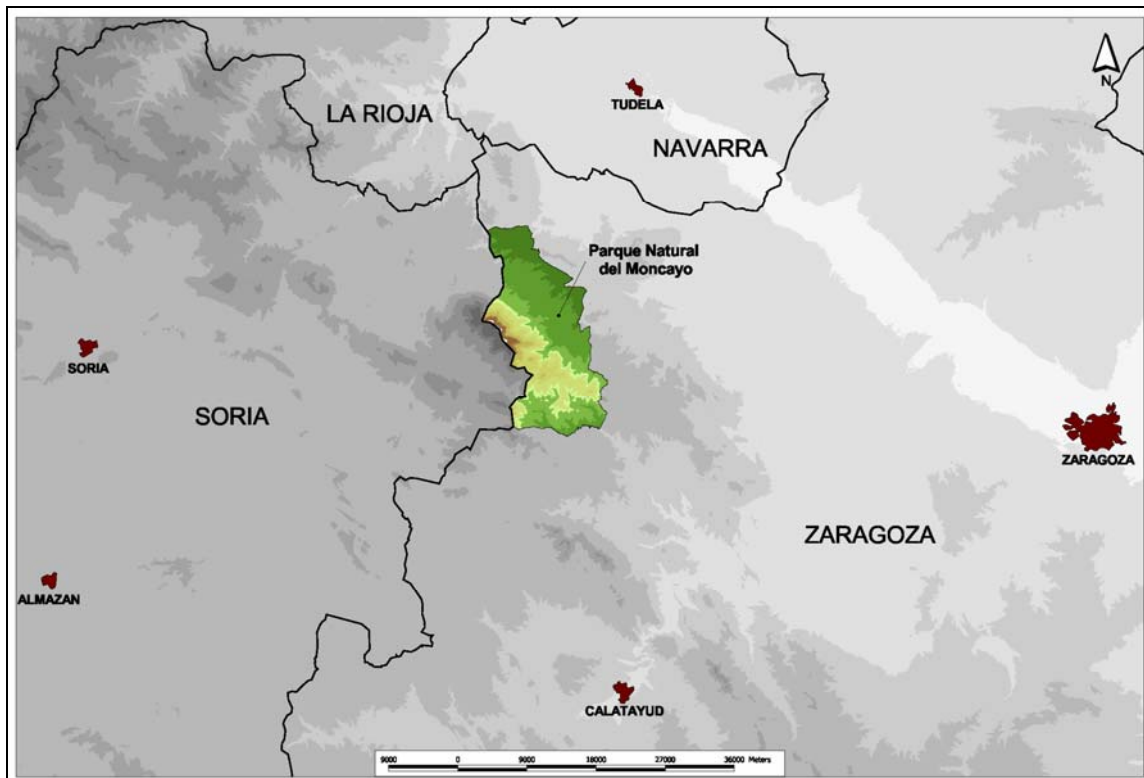 N
TUDELA
LA RIOJA
NAVARRA
Parque Natural
del Moncayo
SORIA
SORIA
ZARAGOZA
ZARAGOZA
ALMAZAN
CALATAYUD
9000 0 9000 18000 27000 36000 Meters